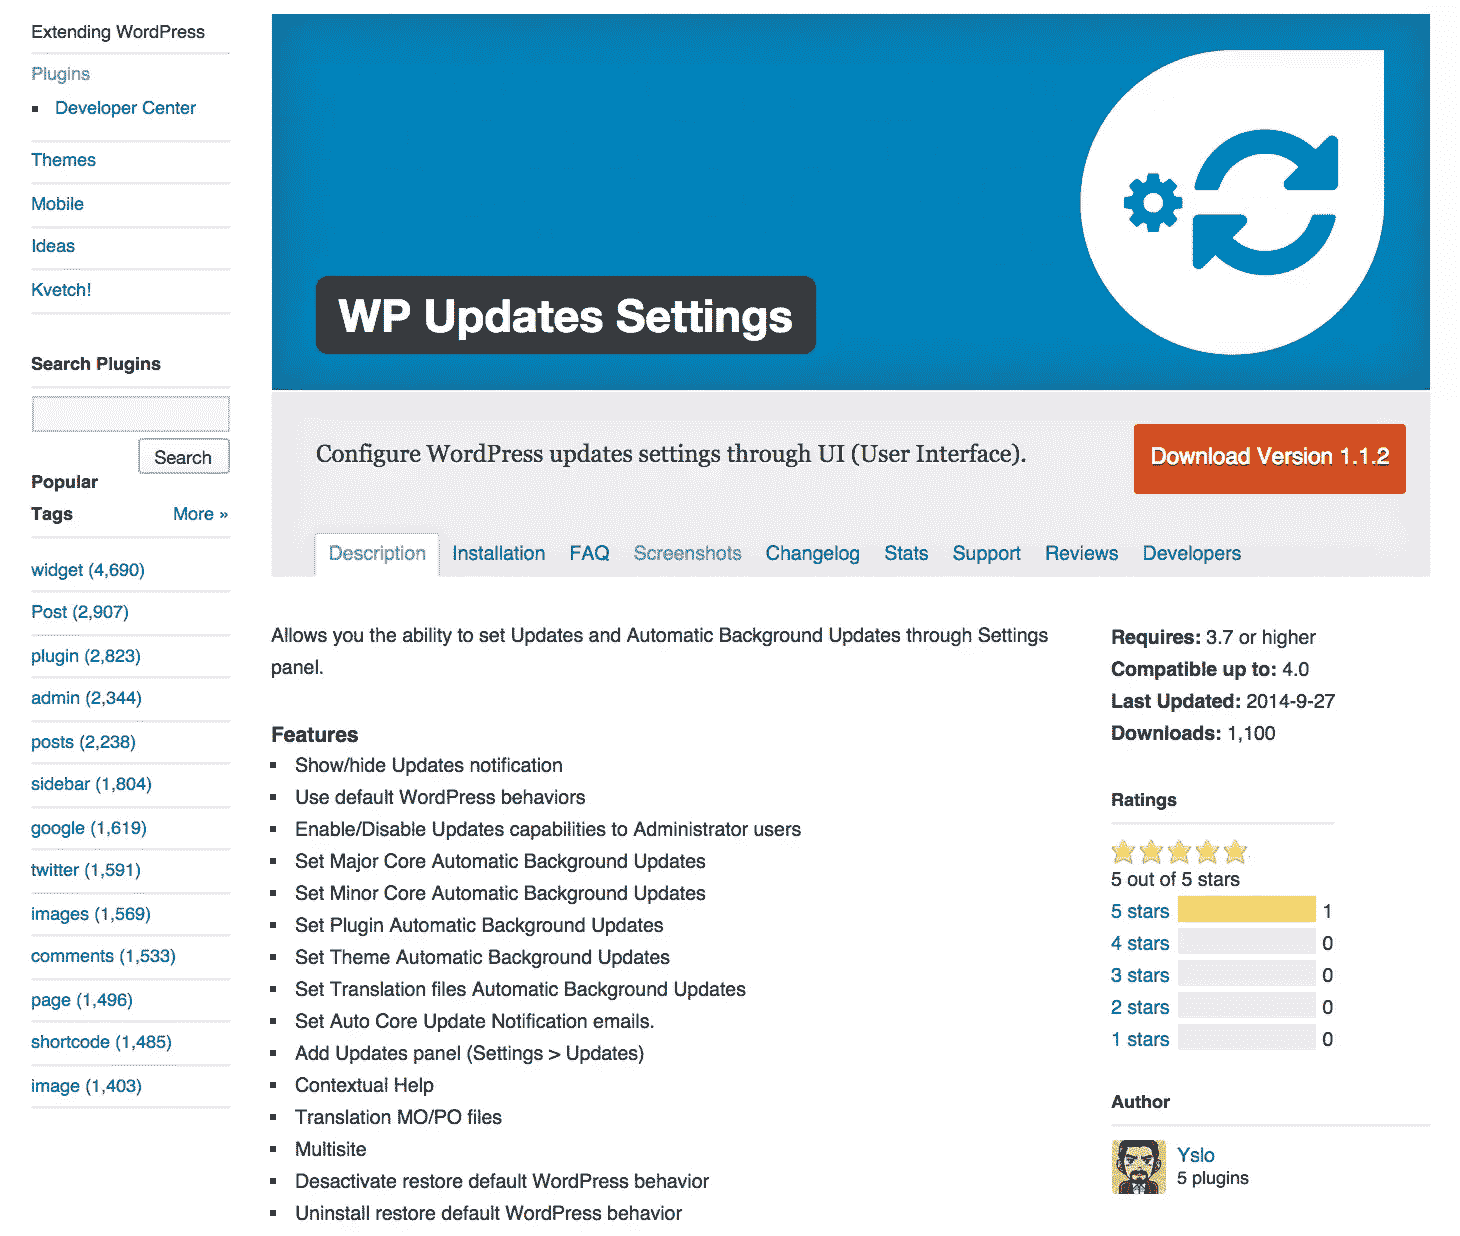 Extending WordPress
Plugins
Developer Center
Themes
Mobile
Ideas
Kvetch!
Search Plugins
Search
Popular
Tags
More »
widget (4,690)
Post (2,907)
plugin (2,823)
admin (2,344)
posts (2,238)
sidebar (1,804)
google (1,619)
twitter (1,591)
images (1,569)
comments (1,533)
page (1,496)
shortcode (1,485)
image (1,403)
WP Updates Settings
Configure WordPress updates settings through UI (User Interface).
Download Version 1.1.2
Description Installation FAQ Screenshots Changelog Stats Support Reviews Developers
Allows you the ability to set Updates and Automatic Background Updates through Settings
panel.
Features
Show/hide Updates notification
Use default WordPress behaviors
Enable/Disable Updates capabilities to Administrator users
Set Major Core Automatic Background Updates
Set Minor Core Automatic Background Updates
Set Plugin Automatic Background Updates
Set Theme Automatic Background Updates
Set Translation files Automatic Background Updates
Set Auto Core Update Notification emails.
Add Updates panel (Settings > Updates)
Contextual Help
Translation MO/PO files
Multisite
Desactivate restore default WordPress behavior
Uninstall restore default WordPress behavior
Requires: 3.7 or higher
Compatible up to: 4.0
Last Updated: 2014-9-27
Downloads: 1,100
Ratings
5 out of 5 stars
5 stars 1
4 stars 0
3 stars 0
2 stars 0
1 stars 0
Author
Yslo
5 plugins